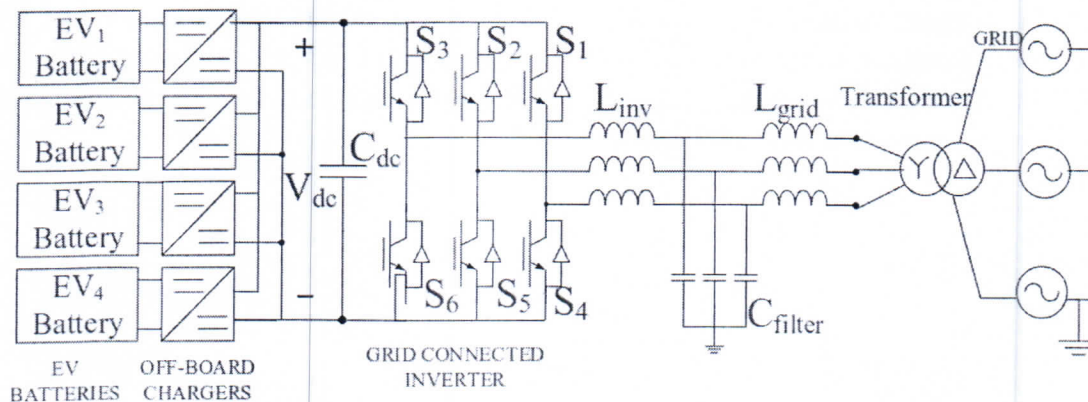 EV1
Battery
EV2
Battery
EV3
Battery
EV4
Battery
EV
BATTERIES
OFF-BOARD
CHARGERS
+
Vdc
−
Cdc
S3
S2
S1
S6
S5
S4
GRID CONNECTED
INVERTER
Linv
Lgrid
Cfilter
Transformer
Y
Δ
GRID